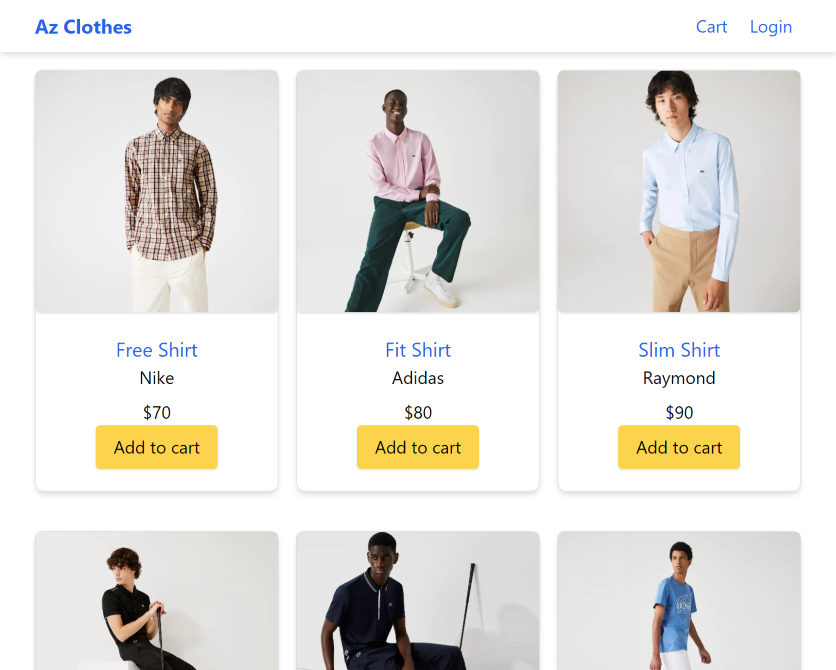 Az Clothes
Cart Login
Free Shirt
Nike
$70
Add to cart
Fit Shirt
Adidas
$80
Add to cart
Slim Shirt
Raymond
$90
Add to cart